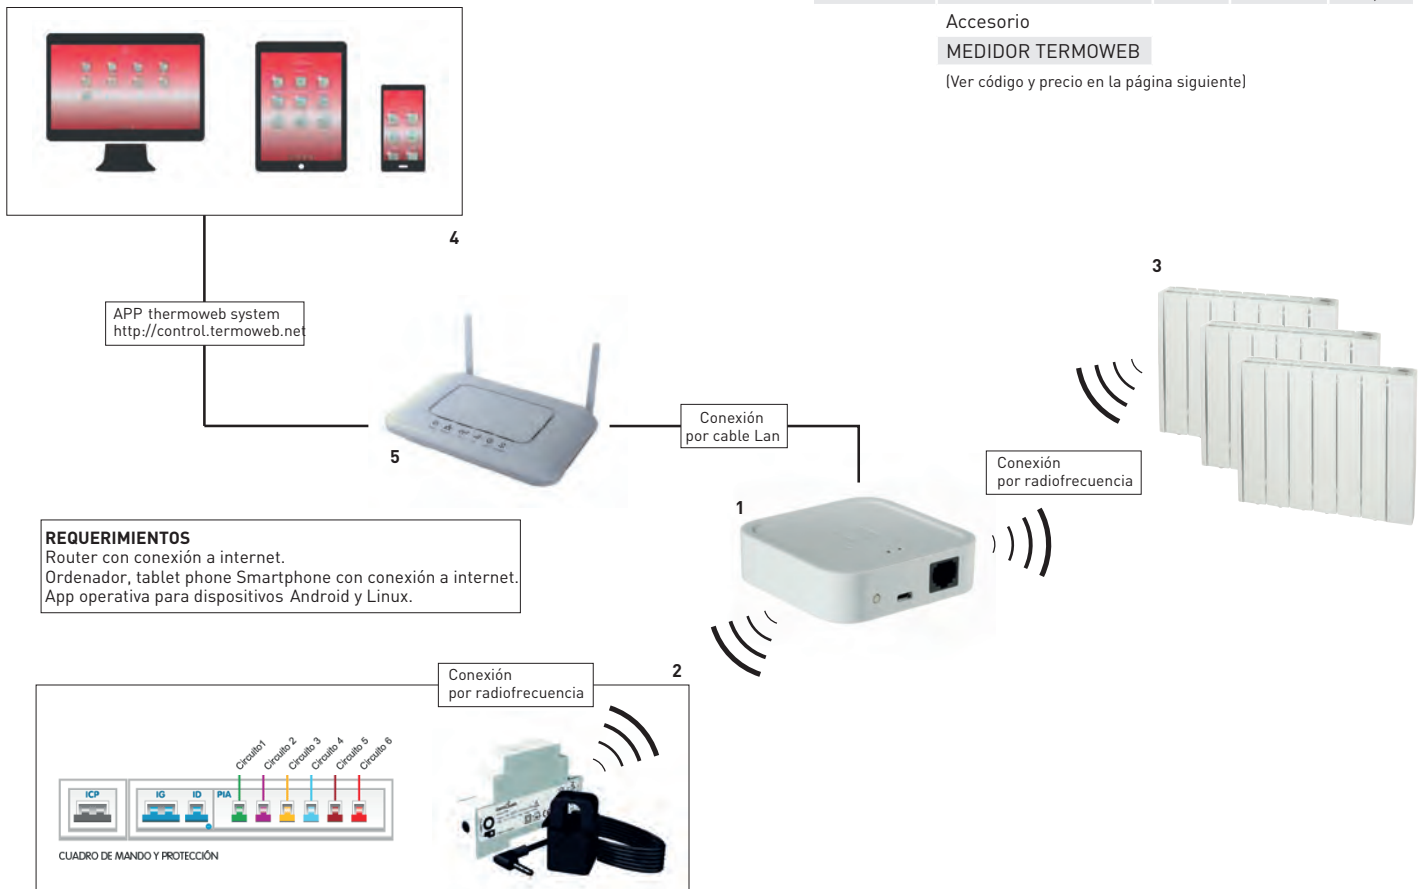 Accesorio
MEDIDOR TERMOWEB
(Ver código y precio en la página siguiente)
4
3
APP thermoweb system
http://control.termoweb.net
Conexión
por cable Lan
5
Conexión
por radiofrecuencia
1
REQUERIMIENTOS
Router con conexión a internet.
Ordenador, tablet phone Smartphone con conexión a internet.
App operativa para dispositivos Android y Linux.
2
Conexión
por radiofrecuencia
Circuito1
Circuito 2
Circuito 3
Circuito 4
Circuito 5
Circuito 6
ICP
IG
ID
PIA
CUADRO DE MANDO Y PROTECCIÓN